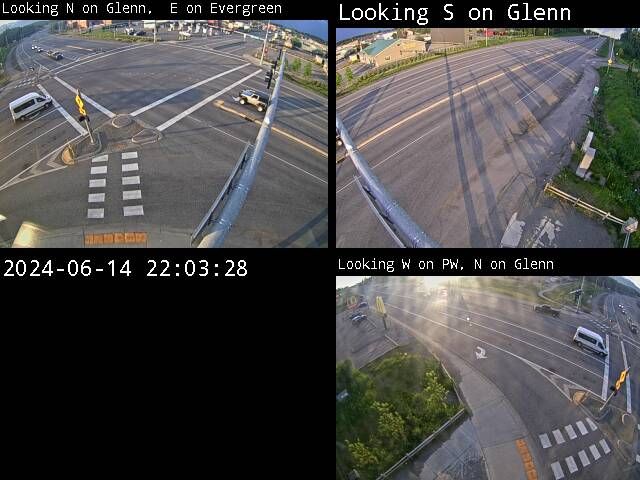 Looking N on Glenn, E on Evergreen
Looking S on Glenn
2024-06-14 22:03:28
Looking W on PW, N on Glenn